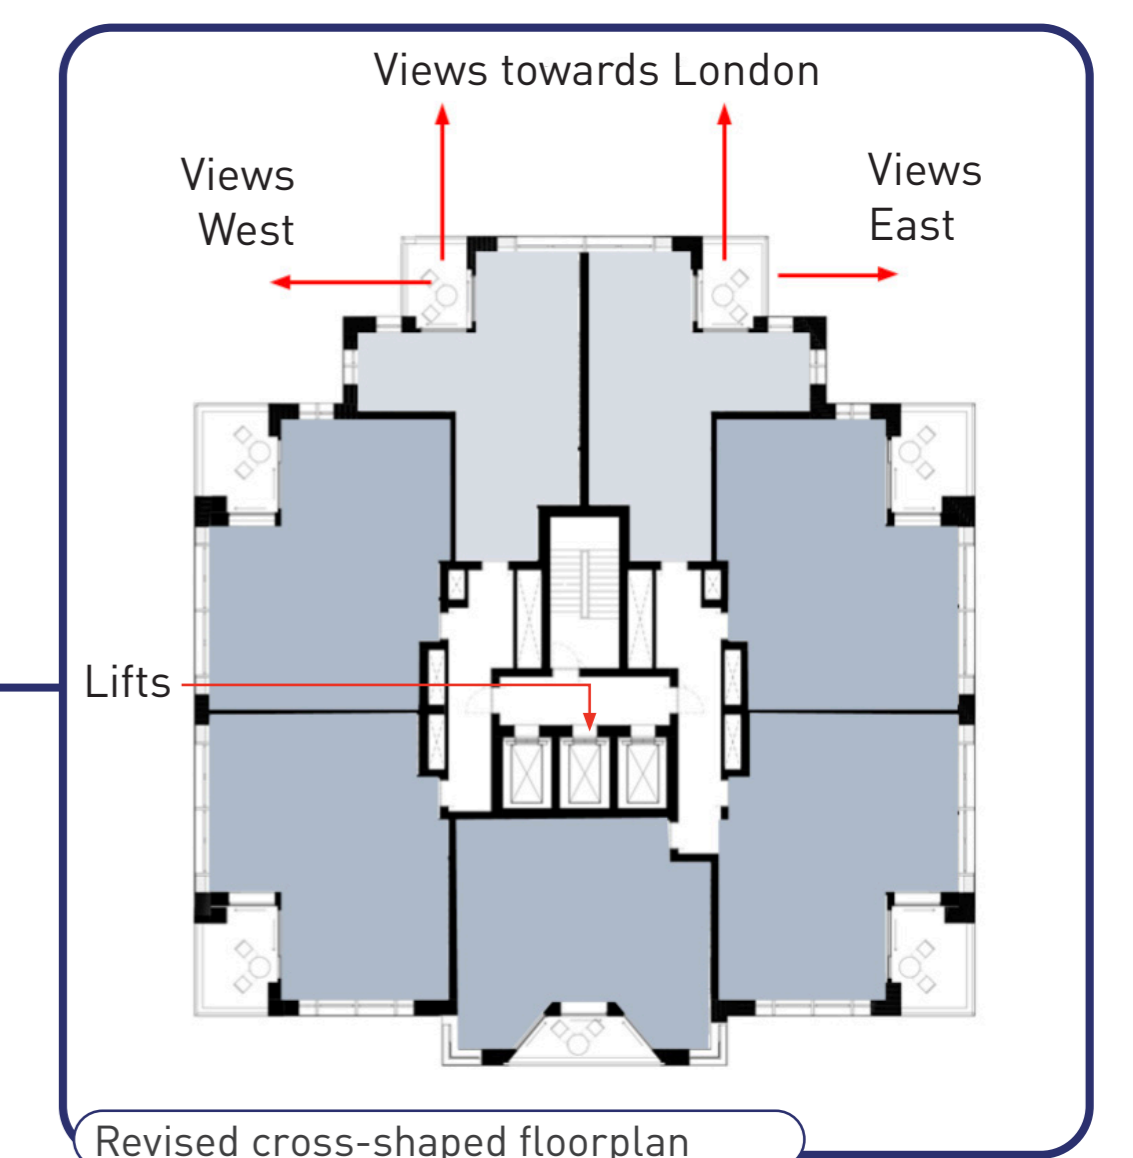 Views towards London
Views
West
Views
East
Lifts
Revised cross-shaped floorplan